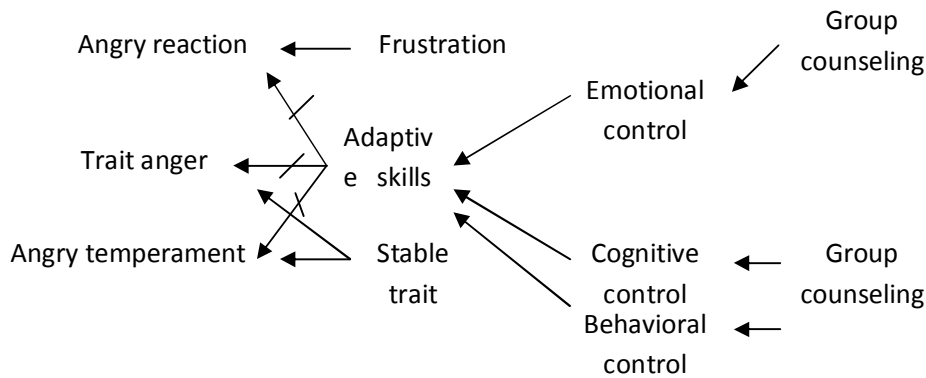 Group
counseling
Angry reaction
Frustration
Emotional
control
Adaptiv
e skills
Trait anger
Angry temperament
Stable
trait
Cognitive
control
Behavioral
control
Group
counseling